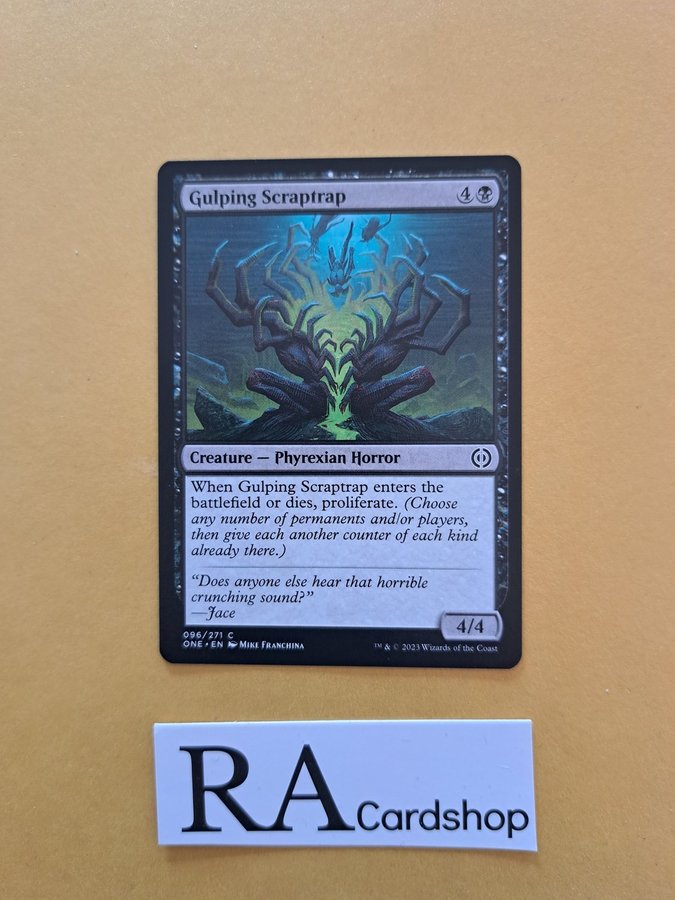 Gulping Scraptrap 4
Creature — Phyrexian Horror
When Gulping Scraptrap enters the
battlefield or dies, proliferate. (Choose
any number of permanents and/or players,
then give each another counter of each kind
already there.)
“Does anyone else hear that horrible
crunching sound?”
—Jace
4/4
096/271 C
ONE • EN Mike Franchina
™ & © 2023 Wizards of the Coast
RA Cardshop